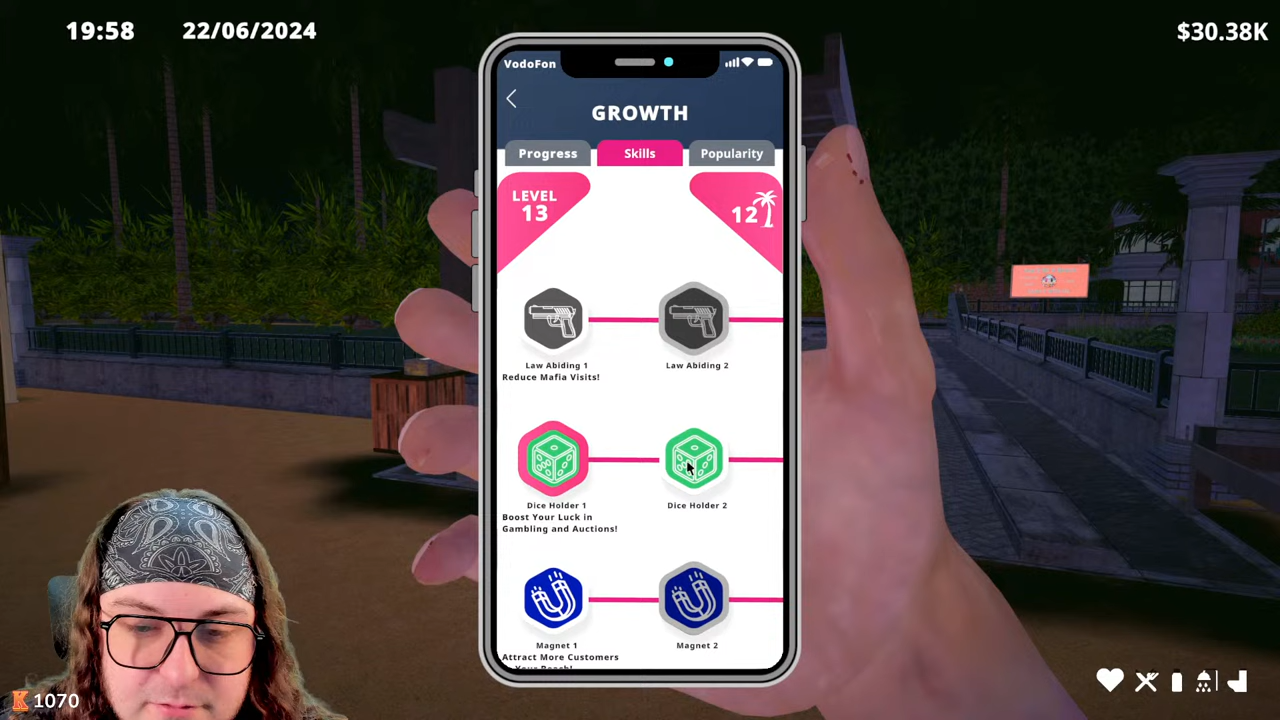 19:58 22/06/2024
$30.38K
VodoFon
GROWTH
Progress Skills Popularity
LEVEL
13
12
Law Abiding 1
Reduce Mafia Visits!
Law Abiding 2
Dice Holder 1
Boost Your Luck in
Gambling and Auctions!
Dice Holder 2
Magnet 1
Attract More Customers
Magnet 2
K 1070